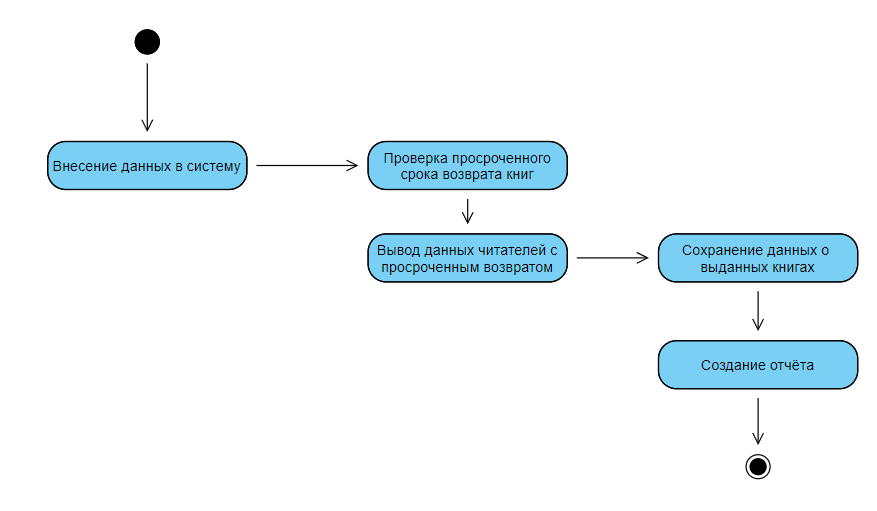 Внесение данных в систему
Проверка просроченного
срока возврата книг
Вывод данных читателей с
просроченным возвратом
Сохранение данных о
выданных книгах
Создание отчёта